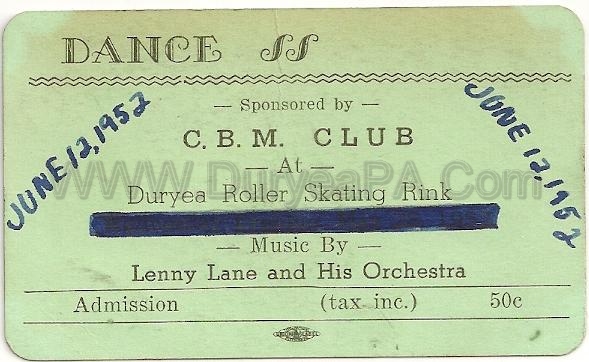 DANCE
— Sponsored by —
C. B. M. CLUB
— At —
Duryea Roller Skating Rink
— Music By —
Lenny Lane and His Orchestra
Admission (tax inc.) 50c
JUNE 12, 1952
JUNE 12, 1952
WWW.DuryeaPA.Com